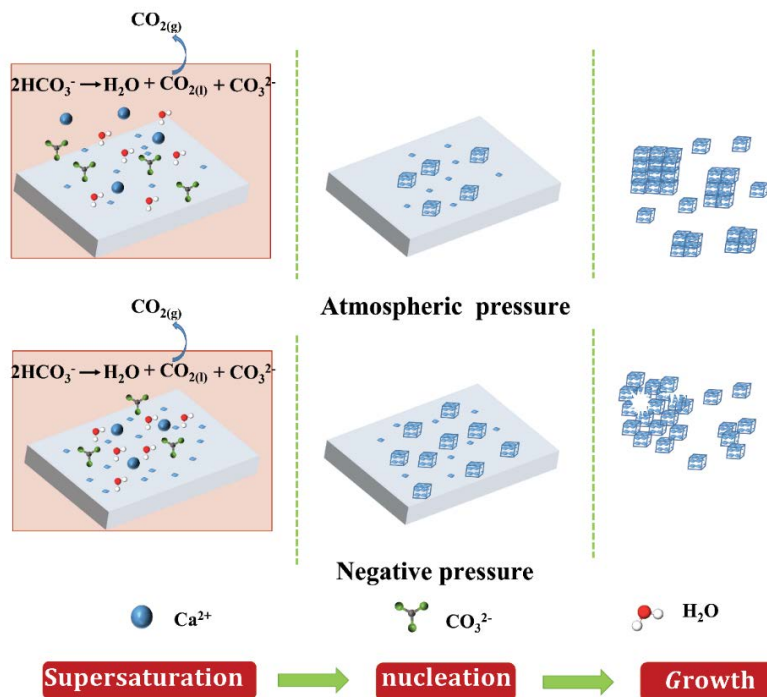 CO₂(g)
2HCO₃⁻ → H₂O + CO₂(l) + CO₃²⁻
Atmospheric pressure
CO₂(g)
2HCO₃⁻ → H₂O + CO₂(l) + CO₃²⁻
Negative pressure
Ca²⁺
CO₃²⁻
H₂O
Supersaturation
nucleation
Growth